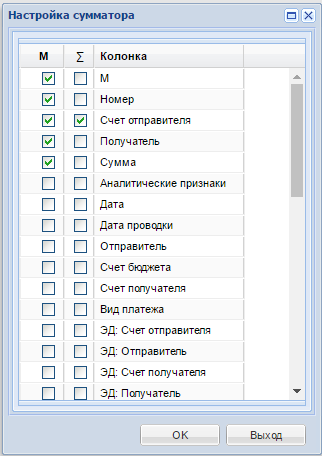 Настройка сумматора
М Σ Колонка
М
Номер
Счет отправителя
Получатель
Сумма
Аналитические признаки
Дата
Дата проводки
Отправитель
Счет бюджета
Счет получателя
Вид платежа
ЭД: Счет отправителя
ЭД: Отправитель
ЭД: Счет получателя
ЭД: Получатель
OK Выход